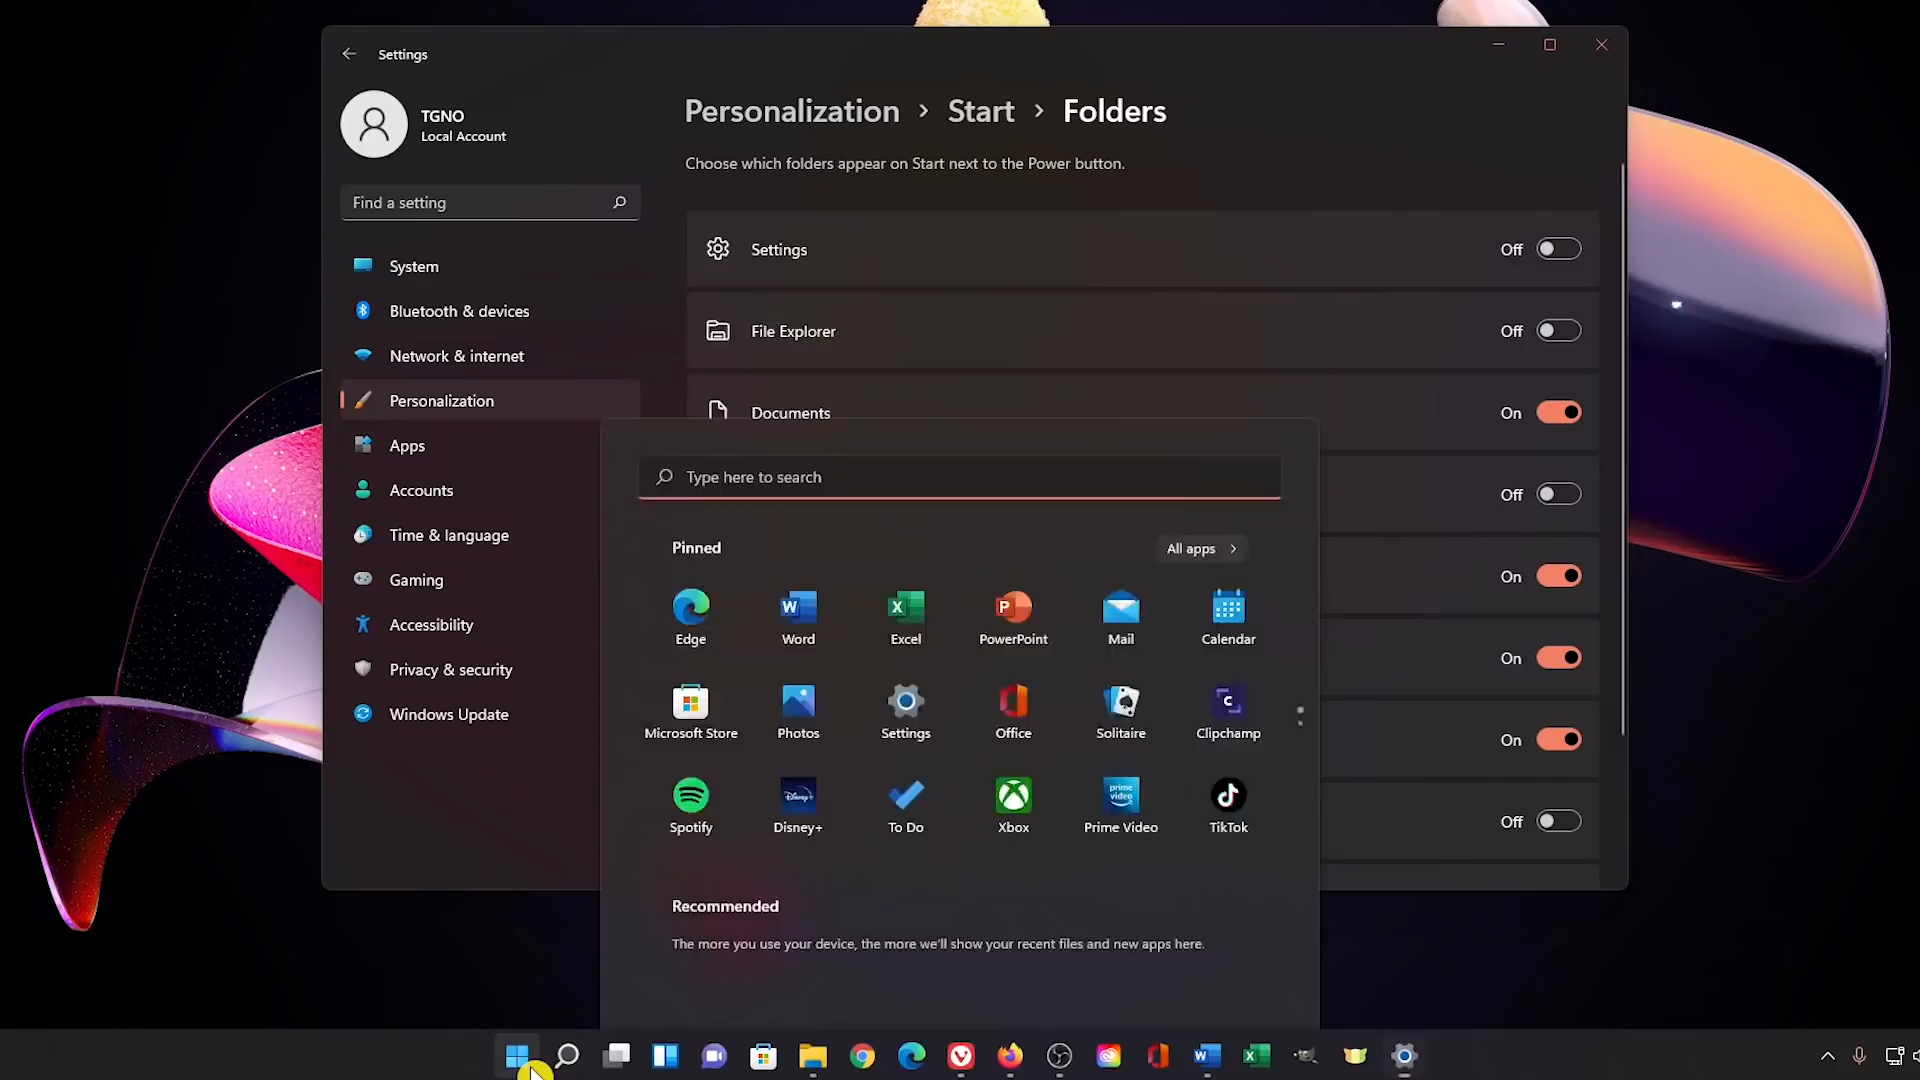 Settings
TGNO
Local Account
Find a setting
System
Bluetooth & devices
Network & internet
Personalization
Apps
Accounts
Time & language
Gaming
Accessibility
Privacy & security
Windows Update
Personalization > Start > Folders
Choose which folders appear on Start next to the Power button.
Settings Off
File Explorer Off
Documents On
Off
On
On
On
Off
Type here to search
Pinned All apps >
Edge Word Excel PowerPoint Mail Calendar
Microsoft Store Photos Settings Office Solitaire Clipchamp
Spotify Disney+ To Do Xbox Prime Video TikTok
Recommended
The more you use your device, the more we'll show your recent files and new apps here.